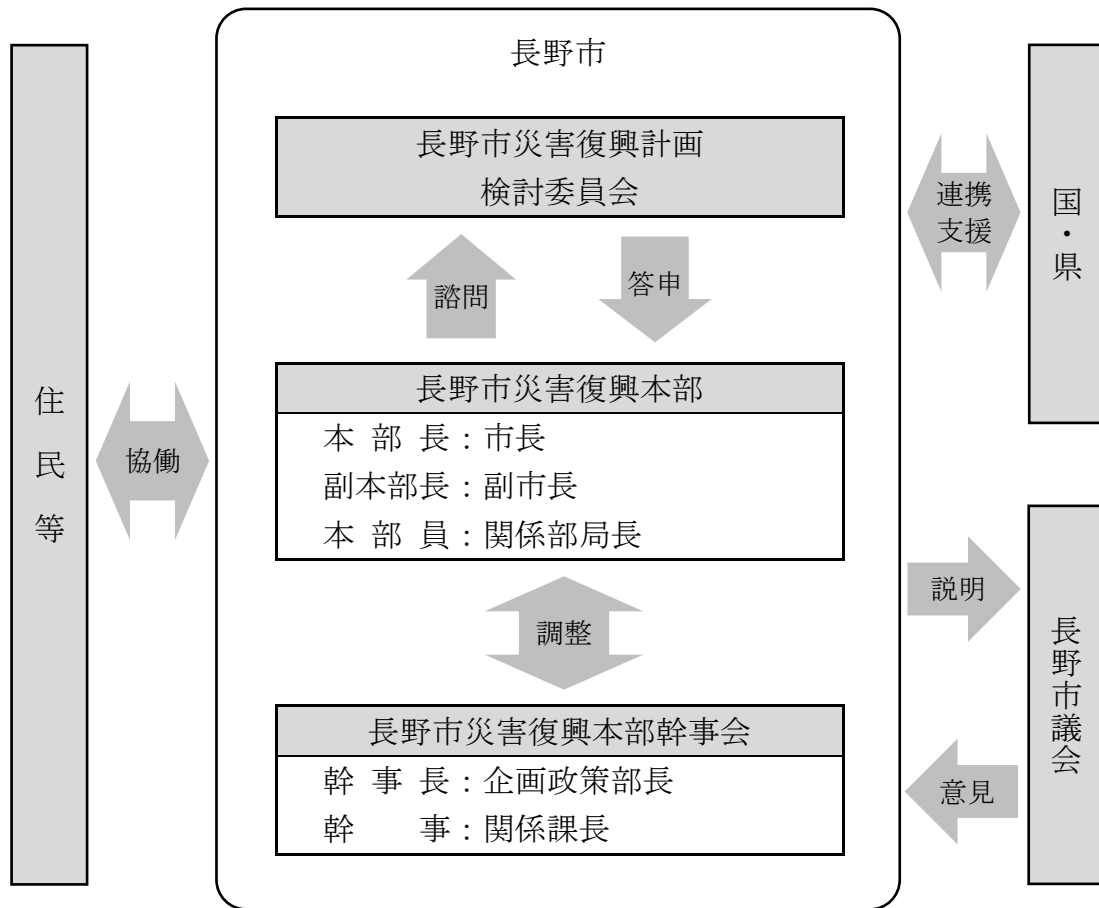 長野市
長野市災害復興計画
検討委員会
諮問
答申
長野市災害復興本部
本部長：市長
副本部長：副市長
本部員：関係部局長
調整
長野市災害復興本部幹事会
幹事長：企画政策部長
幹事：関係課長
住民等
協働
連携
支援
国・県
説明
意見
長野市議会